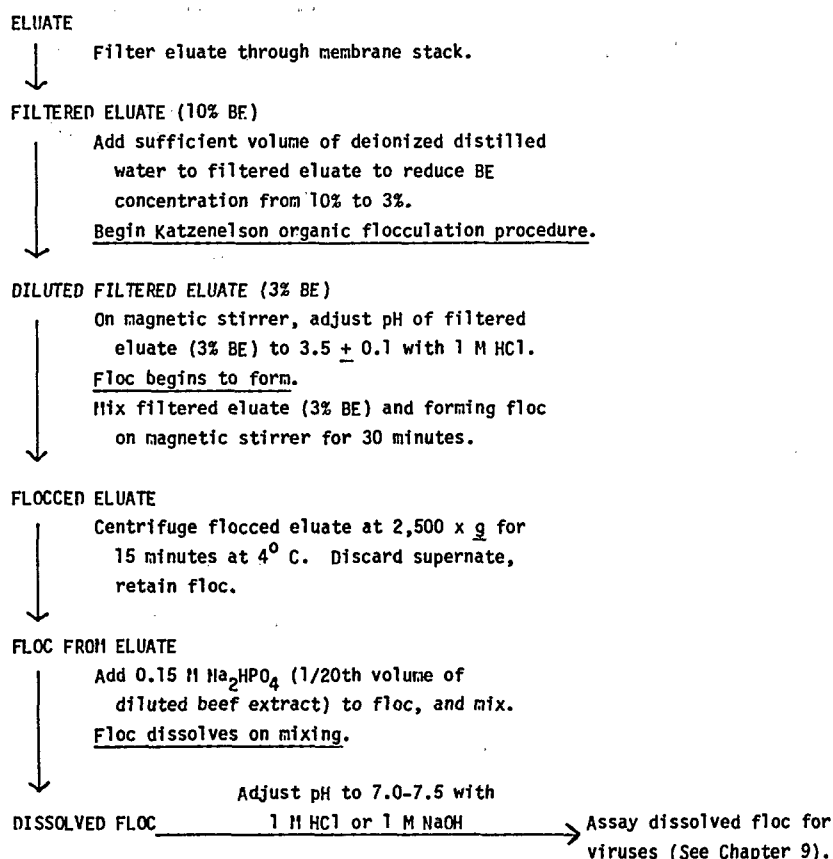 ELUATE
Filter eluate through membrane stack.
FILTERED ELUATE (10% BE)
Add sufficient volume of deionized distilled
water to filtered eluate to reduce BE
concentration from 10% to 3%.
Begin Katzenelson organic flocculation procedure.
DILUTED FILTERED ELUATE (3% BE)
On magnetic stirrer, adjust pH of filtered
eluate (3% BE) to 3.5 ± 0.1 with 1 M HCl.
Floc begins to form.
Mix filtered eluate (3% BE) and forming floc
on magnetic stirrer for 30 minutes.
FLOCCED ELUATE
Centrifuge flocced eluate at 2,500 x g for
15 minutes at 4° C. Discard supernate,
retain floc.
FLOC FROM ELUATE
Add 0.15 M Na₂HPO₄ (1/20th volume of
diluted beef extract) to floc, and mix.
Floc dissolves on mixing.
Adjust pH to 7.0-7.5 with
DISSOLVED FLOC 1 M HCl or 1 M NaOH Assay dissolved floc for
viruses (See Chapter 9).